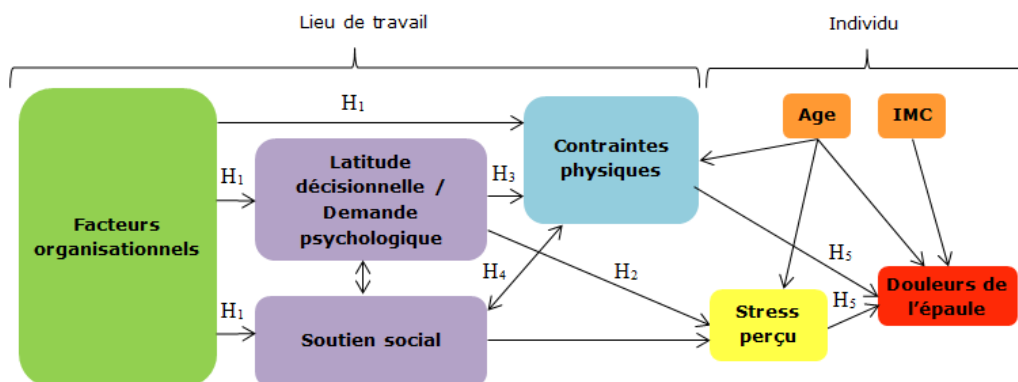 Lieu de travail
Individu
H1
Age
IMC
Contraintes
physiques
Latitude
décisionnelle /
Demande
psychologique
H1
H3
Facteurs
organisationnels
H4
H2
H5
H5
Douleurs de
l'épaule
H1
Soutien social
Stress
perçu